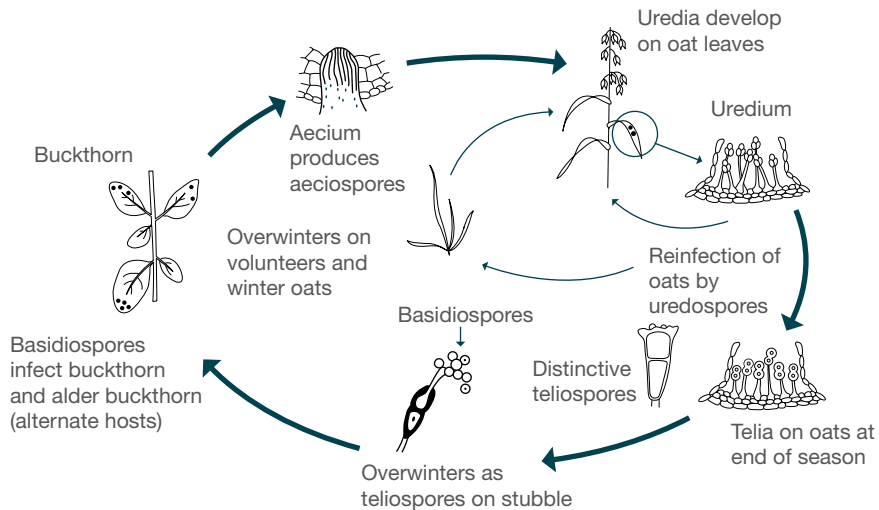 Uredia develop
on oat leaves
Uredium
Aecium
produces
aeciospores
Buckthorn
Overwinters on
volunteers and
winter oats
Reinfection of
oats by
uredospores
Basidiospores
Distinctive
teliospores
Basidiospores
infect buckthorn
and alder buckthorn
(alternate hosts)
Telia on oats at
end of season
Overwinters as
teliospores on stubble